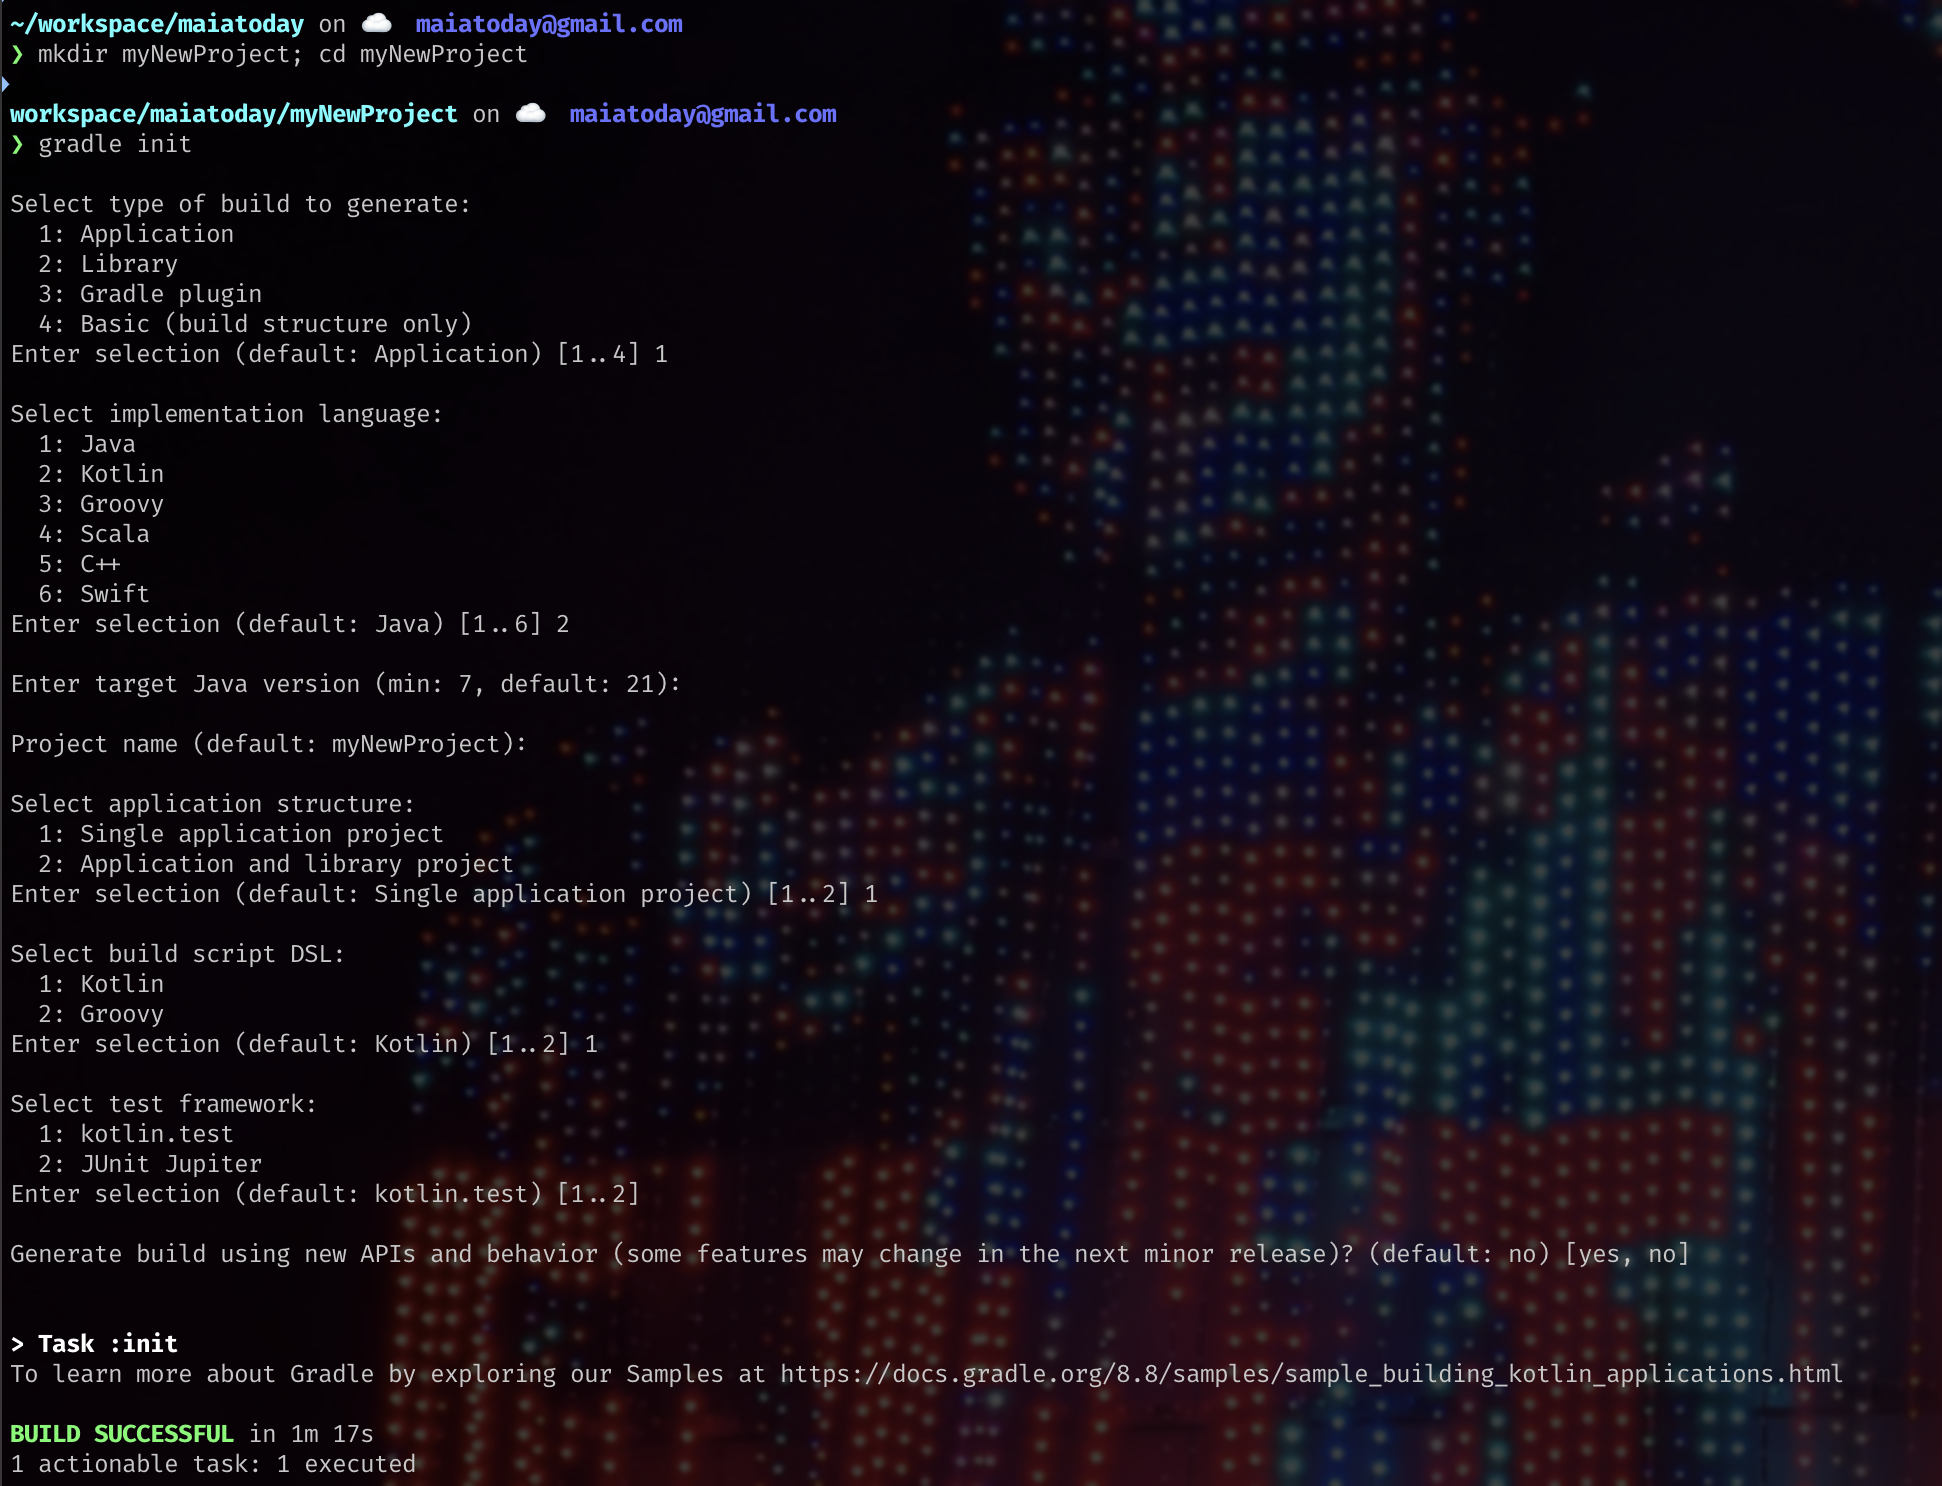 ~/workspace/maiatoday on ☁️ maiatoday@gmail.com
❯ mkdir myNewProject; cd myNewProject
workspace/maiatoday/myNewProject on ☁️ maiatoday@gmail.com
❯ gradle init
Select type of build to generate:
1: Application
2: Library
3: Gradle plugin
4: Basic (build structure only)
Enter selection (default: Application) [1..4] 1
Select implementation language:
1: Java
2: Kotlin
3: Groovy
4: Scala
5: C++
6: Swift
Enter selection (default: Java) [1..6] 2
Enter target Java version (min: 7, default: 21):
Project name (default: myNewProject):
Select application structure:
1: Single application project
2: Application and library project
Enter selection (default: Single application project) [1..2] 1
Select build script DSL:
1: Kotlin
2: Groovy
Enter selection (default: Kotlin) [1..2] 1
Select test framework:
1: kotlin.test
2: JUnit Jupiter
Enter selection (default: kotlin.test) [1..2]
Generate build using new APIs and behavior (some features may change in the next minor release)? (default: no) [yes, no]
> Task :init
To learn more about Gradle by exploring our Samples at https://docs.gradle.org/8.8/samples/sample_building_kotlin_applications.html
BUILD SUCCESSFUL in 1m 17s
1 actionable task: 1 executed